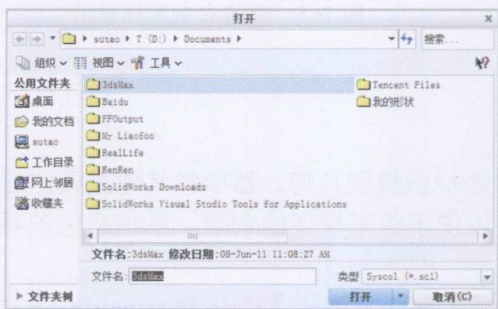 打开
sutao ▸ T (D:) ▸ Documents ▸ 搜索...
组织 视图 工具
公用文件夹
桌面
我的文档
sutao
工作目录
网上邻居
收藏夹
3dsMax
Baidu
FFOutput
Mr Liaofoo
RealLife
RenRen
SolidWorks Downloads
SolidWorks Visual Studio Tools for Applications
Tencent Files
我的形状
文件名:3dsMax 修改日期:08-Jun-11 11:08:27 AM
文件名: 3dsMax 类型 Syscol (*.scl)
▸ 文件夹树 打开 取消(C)